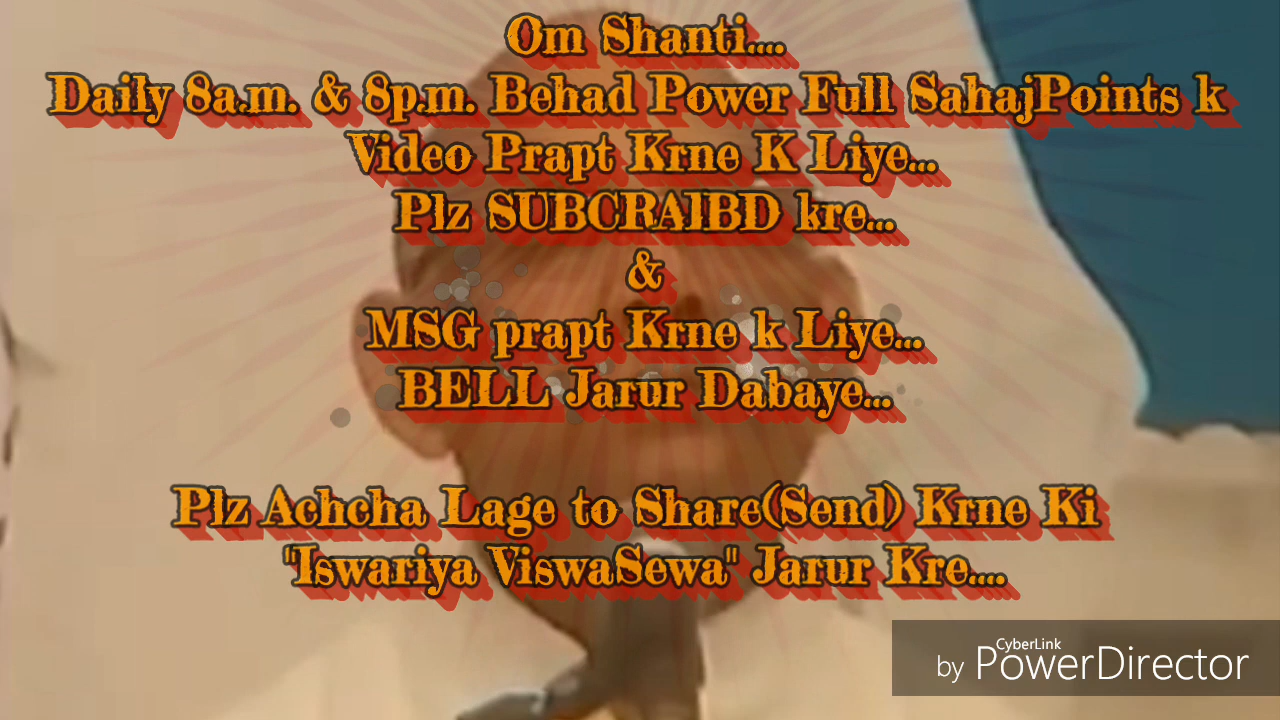 Om Shanti....
Daily 8a.m. & 8p.m. Behad Power Full SahajPoints k
Video Prapt Krne K Liye...
Plz SUBCRAIBD kre...
&
MSG prapt Krne k Liye...
BELL Jarur Dabaye...
Plz Achcha Lage to Share(Send) Krne Ki
"Iswariya ViswaSewa" Jarur Kre....
CyberLink
by PowerDirector